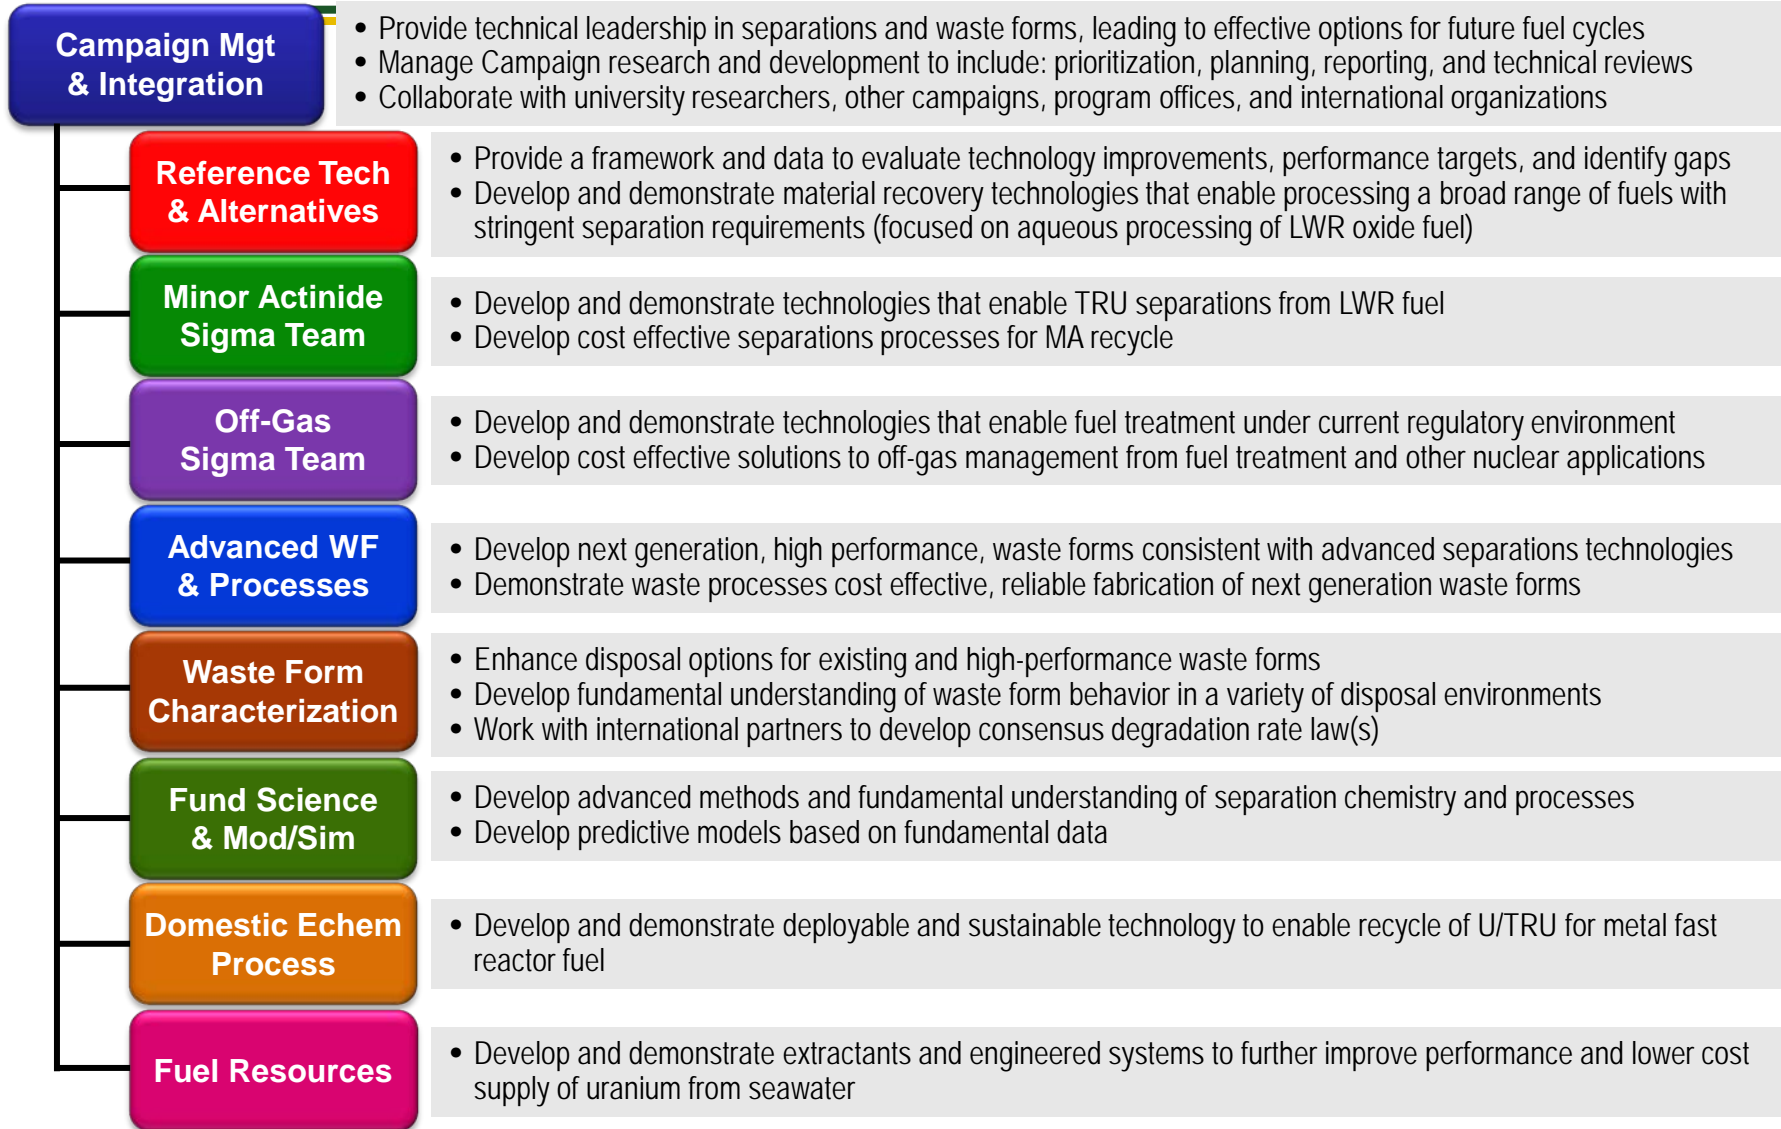 Campaign Mgt
& Integration
• Provide technical leadership in separations and waste forms, leading to effective options for future fuel cycles
• Manage Campaign research and development to include: prioritization, planning, reporting, and technical reviews
• Collaborate with university researchers, other campaigns, program offices, and international organizations
Reference Tech
& Alternatives
• Provide a framework and data to evaluate technology improvements, performance targets, and identify gaps
• Develop and demonstrate material recovery technologies that enable processing a broad range of fuels with
stringent separation requirements (focused on aqueous processing of LWR oxide fuel)
Minor Actinide
Sigma Team
• Develop and demonstrate technologies that enable TRU separations from LWR fuel
• Develop cost effective separations processes for MA recycle
Off-Gas
Sigma Team
• Develop and demonstrate technologies that enable fuel treatment under current regulatory environment
• Develop cost effective solutions to off-gas management from fuel treatment and other nuclear applications
Advanced WF
& Processes
• Develop next generation, high performance, waste forms consistent with advanced separations technologies
• Demonstrate waste processes cost effective, reliable fabrication of next generation waste forms
Waste Form
Characterization
• Enhance disposal options for existing and high-performance waste forms
• Develop fundamental understanding of waste form behavior in a variety of disposal environments
• Work with international partners to develop consensus degradation rate law(s)
Fund Science
& Mod/Sim
• Develop advanced methods and fundamental understanding of separation chemistry and processes
• Develop predictive models based on fundamental data
Domestic Echem
Process
• Develop and demonstrate deployable and sustainable technology to enable recycle of U/TRU for metal fast
reactor fuel
Fuel Resources
• Develop and demonstrate extractants and engineered systems to further improve performance and lower cost
supply of uranium from seawater